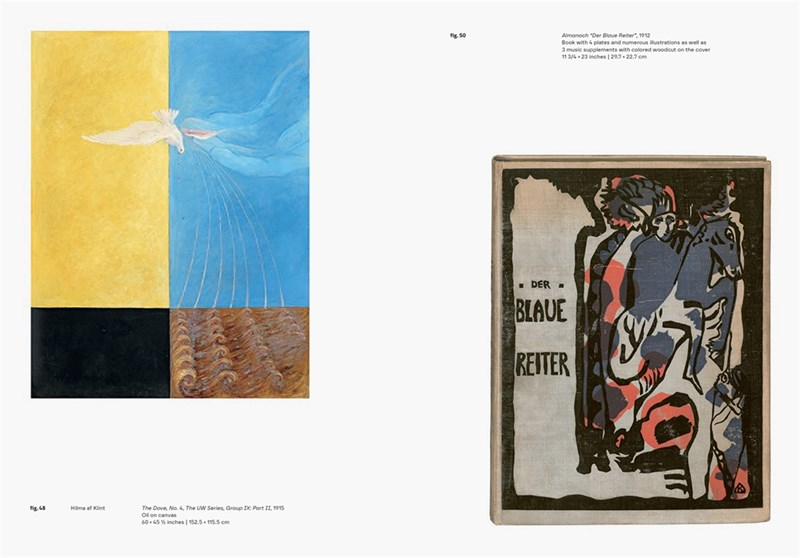 fig. 50
Almanach "Der Blaue Reiter", 1912
Book with 4 plates and numerous illustrations as well as
3 music supplements with colored woodcut on the cover
11 3/4 × 23 inches | 29.7 × 22.7 cm
DER
BLAUE
REITER
fig. 48
Hilma af Klint
The Dove, No. 4, The UW Series, Group IX: Part II, 1915
Oil on canvas
60 × 45 ½ inches | 152.5 × 115.5 cm